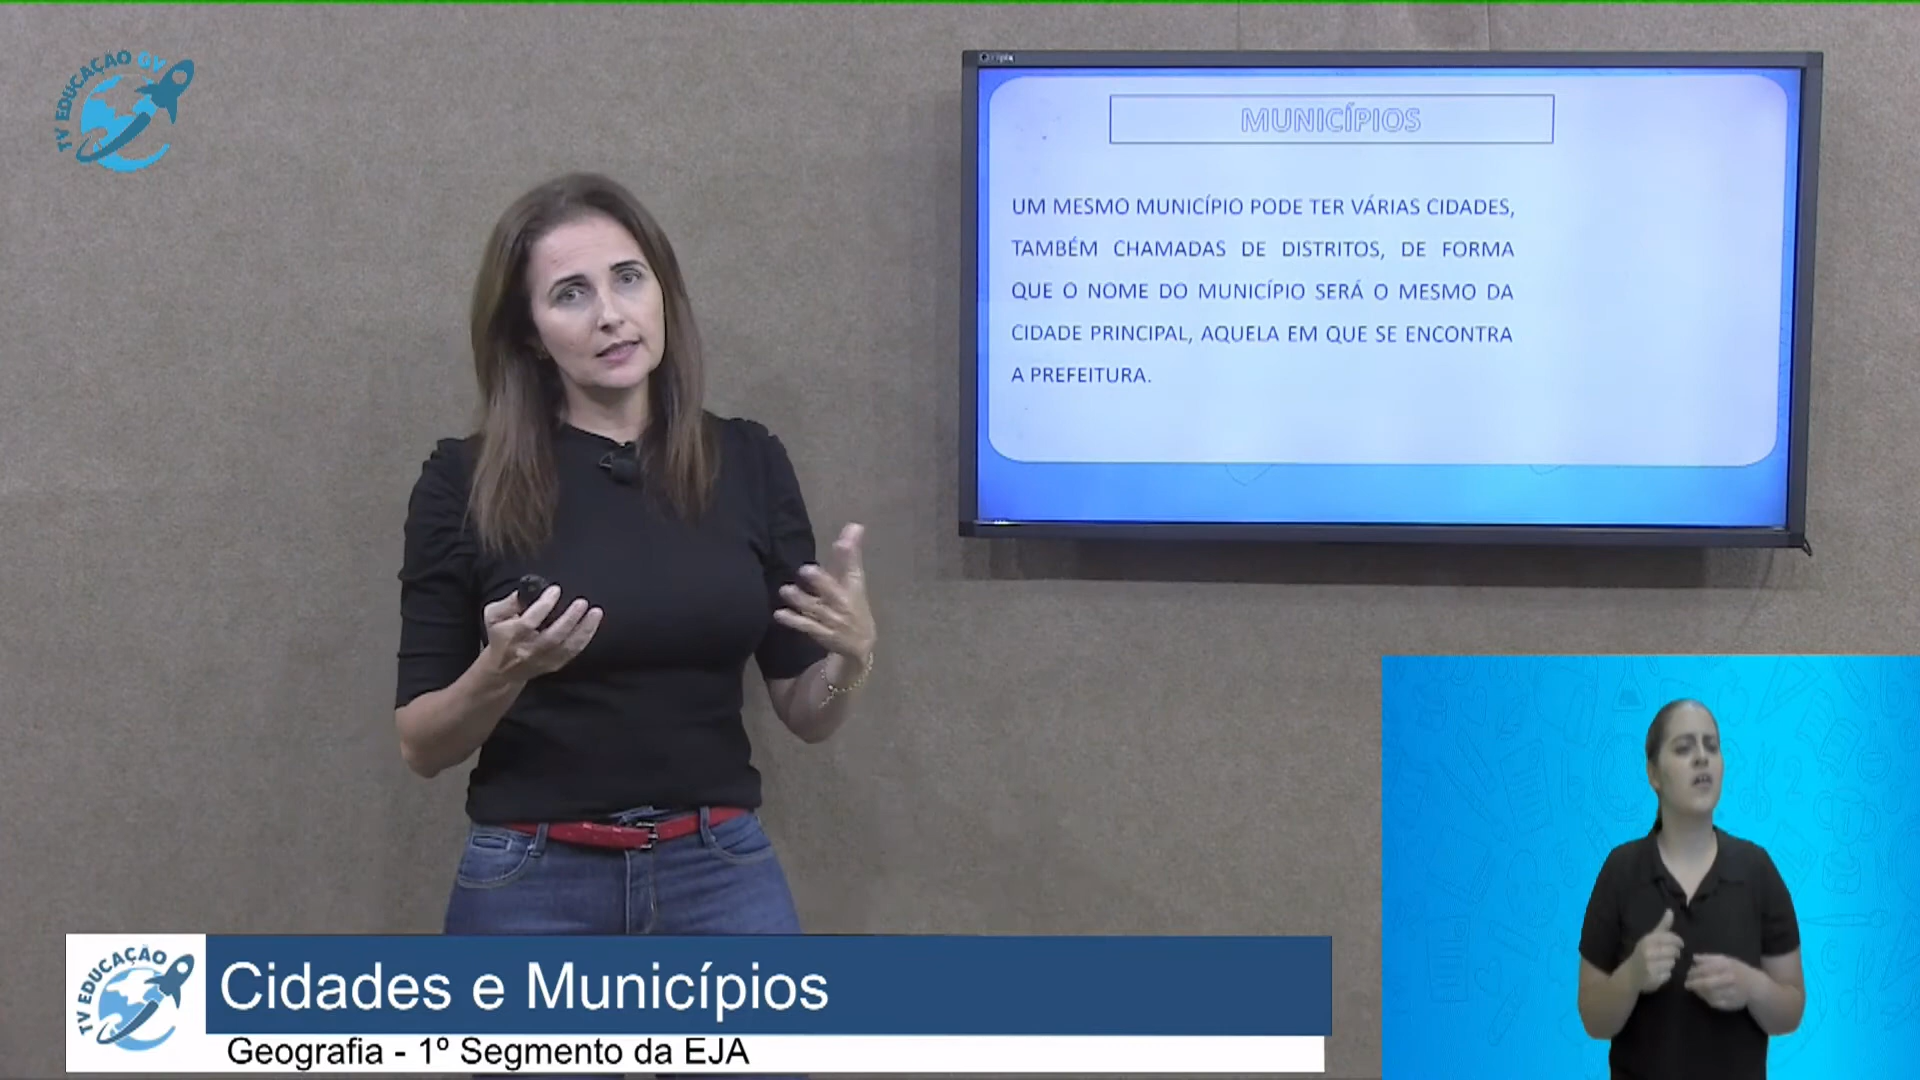 TV EDUCAÇÃO GV
MUNICÍPIOS
UM MESMO MUNICÍPIO PODE TER VÁRIAS CIDADES,
TAMBÉM CHAMADAS DE DISTRITOS, DE FORMA
QUE O NOME DO MUNICÍPIO SERÁ O MESMO DA
CIDADE PRINCIPAL, AQUELA EM QUE SE ENCONTRA
A PREFEITURA.
TV EDUCAÇÃO
Cidades e Municípios
Geografia - 1º Segmento da EJA